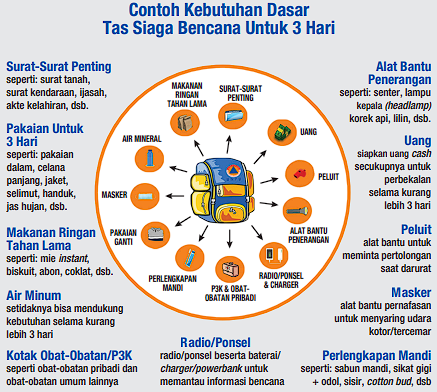 Contoh Kebutuhan Dasar
Tas Siaga Bencana Untuk 3 Hari
Surat-Surat Penting
seperti: surat tanah,
surat kendaraan, ijasah,
akte kelahiran, dsb.
Pakaian Untuk
3 Hari
seperti: pakaian
dalam, celana
panjang, jaket,
selimut, handuk,
jas hujan, dsb.
Makanan Ringan
Tahan Lama
seperti: mie instant,
biskuit, abon, coklat, dsb.
Air Minum
setidaknya bisa mendukung
kebutuhan selama kurang
lebih 3 hari
Kotak Obat-Obatan/P3K
seperti obat-obatan pribadi dan
obat-obatan umum lainnya
MAKANAN
RINGAN
TAHAN LAMA
SURAT-SURAT
PENTING
UANG
PELUIT
ALAT BANTU
PENERANGAN
RADIO/PONSEL
& CHARGER
P3K & OBAT-
OBATAN PRIBADI
PERLENGKAPAN
MANDI
PAKAIAN
GANTI
MASKER
AIR MINERAL
Radio/Ponsel
radio/ponsel beserta baterai/
charger/powerbank untuk
memantau informasi bencana
Alat Bantu
Penerangan
seperti: senter, lampu
kepala (headlamp)
korek api, lilin, dsb.
Uang
siapkan uang cash
secukupnya untuk
perbekalan
selama kurang
lebih 3 hari
Peluit
alat bantu untuk
meminta pertolongan
saat darurat
Masker
alat bantu pernafasan
untuk menyaring udara
kotor/tercemar
Perlengkapan Mandi
seperti: sabun mandi, sikat gigi
+ odol, sisir, cotton bud, dsb